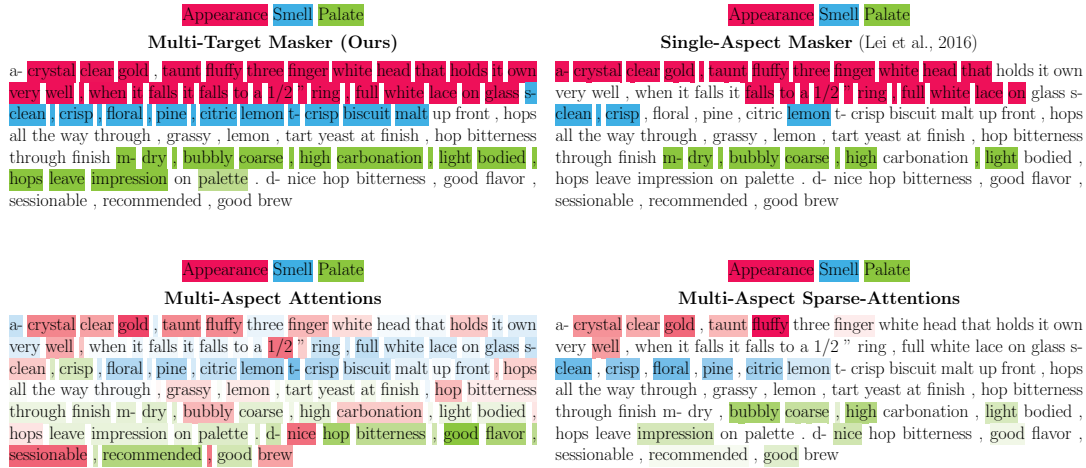 Appearance Smell Palate
Multi-Target Masker (Ours)
a- crystal clear gold , taunt fluffy three finger white head that holds it own
very well , when it falls it falls to a 1/2 ” ring , full white lace on glass s-
clean , crisp , floral , pine , citric lemon t- crisp biscuit malt up front , hops
all the way through , grassy , lemon , tart yeast at finish , hop bitterness
through finish m- dry , bubbly coarse , high carbonation , light bodied ,
hops leave impression on palette . d- nice hop bitterness , good flavor ,
sessionable , recommended , good brew
Appearance Smell Palate
Single-Aspect Masker (Lei et al., 2016)
a- crystal clear gold , taunt fluffy three finger white head that holds it own
very well , when it falls it falls to a 1/2 ” ring , full white lace on glass s-
clean , crisp , floral , pine , citric lemon t- crisp biscuit malt up front , hops
all the way through , grassy , lemon , tart yeast at finish , hop bitterness
through finish m- dry , bubbly coarse , high carbonation , light bodied ,
hops leave impression on palette . d- nice hop bitterness , good flavor ,
sessionable , recommended , good brew
Appearance Smell Palate
Multi-Aspect Attentions
a- crystal clear gold , taunt fluffy three finger white head that holds it own
very well , when it falls it falls to a 1/2 ” ring , full white lace on glass s-
clean , crisp , floral , pine , citric lemon t- crisp biscuit malt up front , hops
all the way through , grassy , lemon , tart yeast at finish , hop bitterness
through finish m- dry , bubbly coarse , high carbonation , light bodied ,
hops leave impression on palette . d- nice hop bitterness , good flavor ,
sessionable , recommended , good brew
Appearance Smell Palate
Multi-Aspect Sparse-Attentions
a- crystal clear gold , taunt fluffy three finger white head that holds it own
very well , when it falls it falls to a 1/2 ” ring , full white lace on glass s-
clean , crisp , floral , pine , citric lemon t- crisp biscuit malt up front , hops
all the way through , grassy , lemon , tart yeast at finish , hop bitterness
through finish m- dry , bubbly coarse , high carbonation , light bodied ,
hops leave impression on palette . d- nice hop bitterness , good flavor ,
sessionable , recommended , good brew